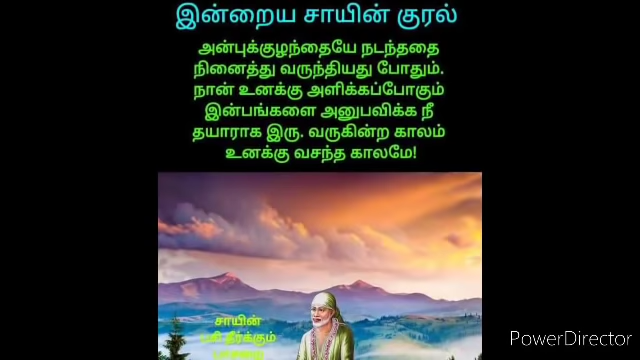 இன்றைய சாயின் குரல்
அன்புக்குழந்தையே நடந்ததை
நினைத்து வருந்தியது போதும்.
நான் உனக்கு அளிக்கப்போகும்
இன்பங்களை அனுபவிக்க நீ
தயாராக இரு. வருகின்ற காலம்
உனக்கு வசந்த காலமே!
சாயின்
தீர்க்கும்
PowerDirector